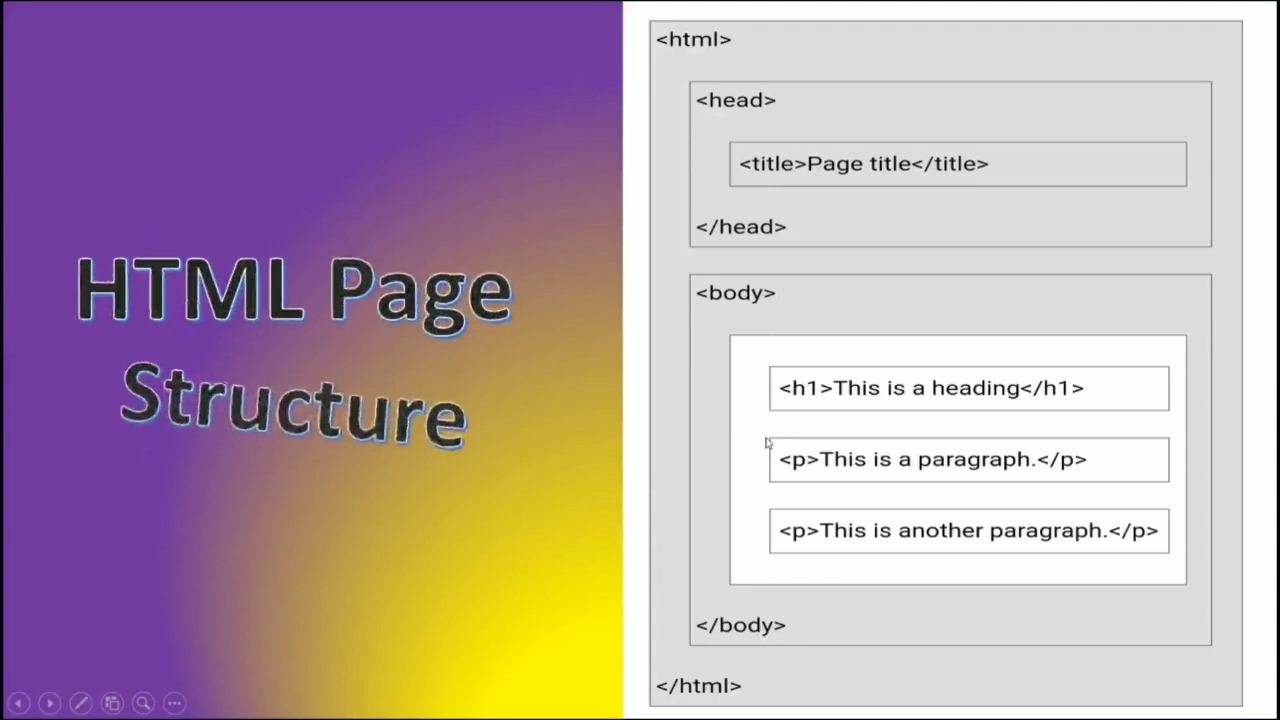 HTML Page
Structure
<html>
<head>
<title>Page title</title>
</head>
<body>
<h1>This is a heading</h1>
<p>This is a paragraph.</p>
<p>This is another paragraph.</p>
</body>
</html>